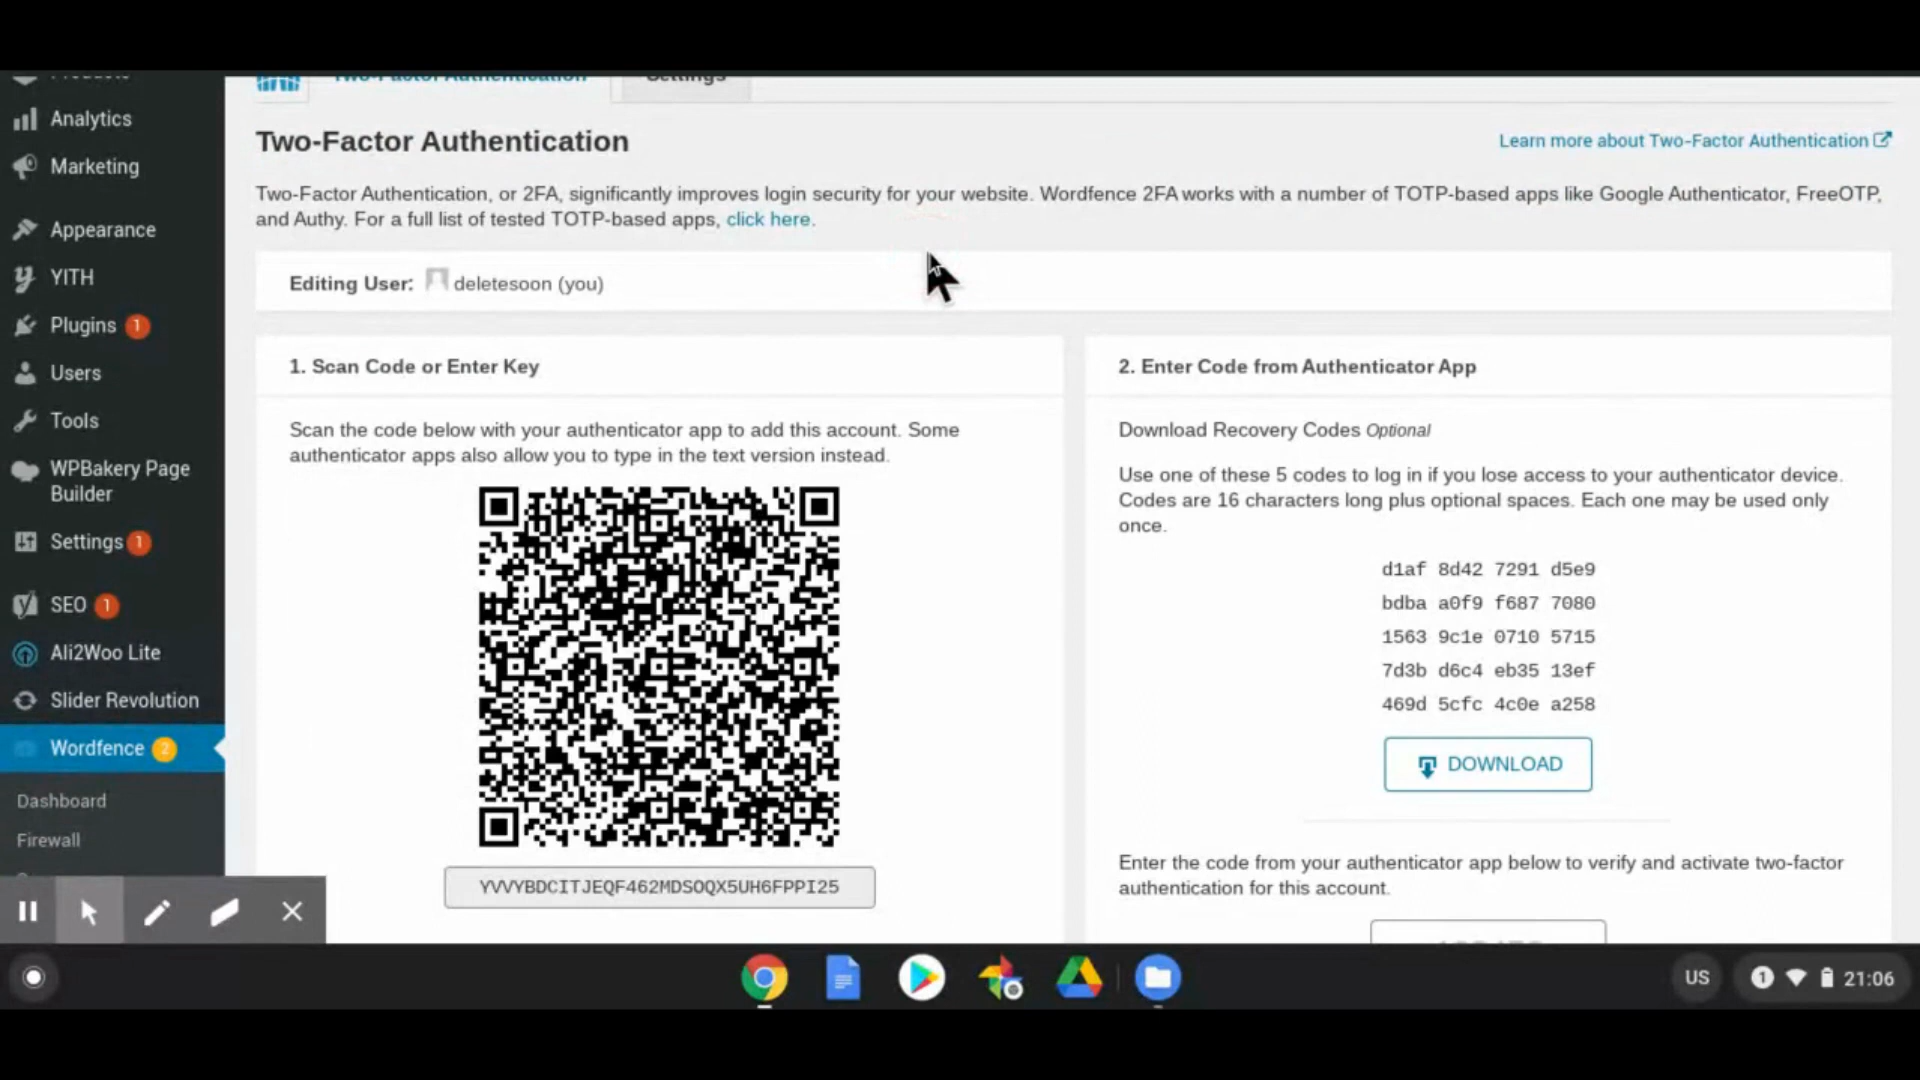 Products
Two-Factor Authentication
Settings
Analytics
Marketing
Appearance
YITH
Plugins 1
Users
Tools
WPBakery Page
Builder
Settings 1
SEO 1
Ali2Woo Lite
Slider Revolution
Wordfence 2
Dashboard
Firewall
Two-Factor Authentication
Learn more about Two-Factor Authentication
Two-Factor Authentication, or 2FA, significantly improves login security for your website. Wordfence 2FA works with a number of TOTP-based apps like Google Authenticator, FreeOTP,
and Authy. For a full list of tested TOTP-based apps, click here.
Editing User: deletesoon (you)
1. Scan Code or Enter Key
Scan the code below with your authenticator app to add this account. Some
authenticator apps also allow you to type in the text version instead.
YVVYBDCITJEQF462MDSOQX5UH6FPPI25
2. Enter Code from Authenticator App
Download Recovery Codes Optional
Use one of these 5 codes to log in if you lose access to your authenticator device.
Codes are 16 characters long plus optional spaces. Each one may be used only
once.
d1af 8d42 7291 d5e9
bdba a0f9 f687 7080
1563 9c1e 0710 5715
7d3b d6c4 eb35 13ef
469d 5cfc 4c0e a258
DOWNLOAD
Enter the code from your authenticator app below to verify and activate two-factor
authentication for this account.
US
1
21:06